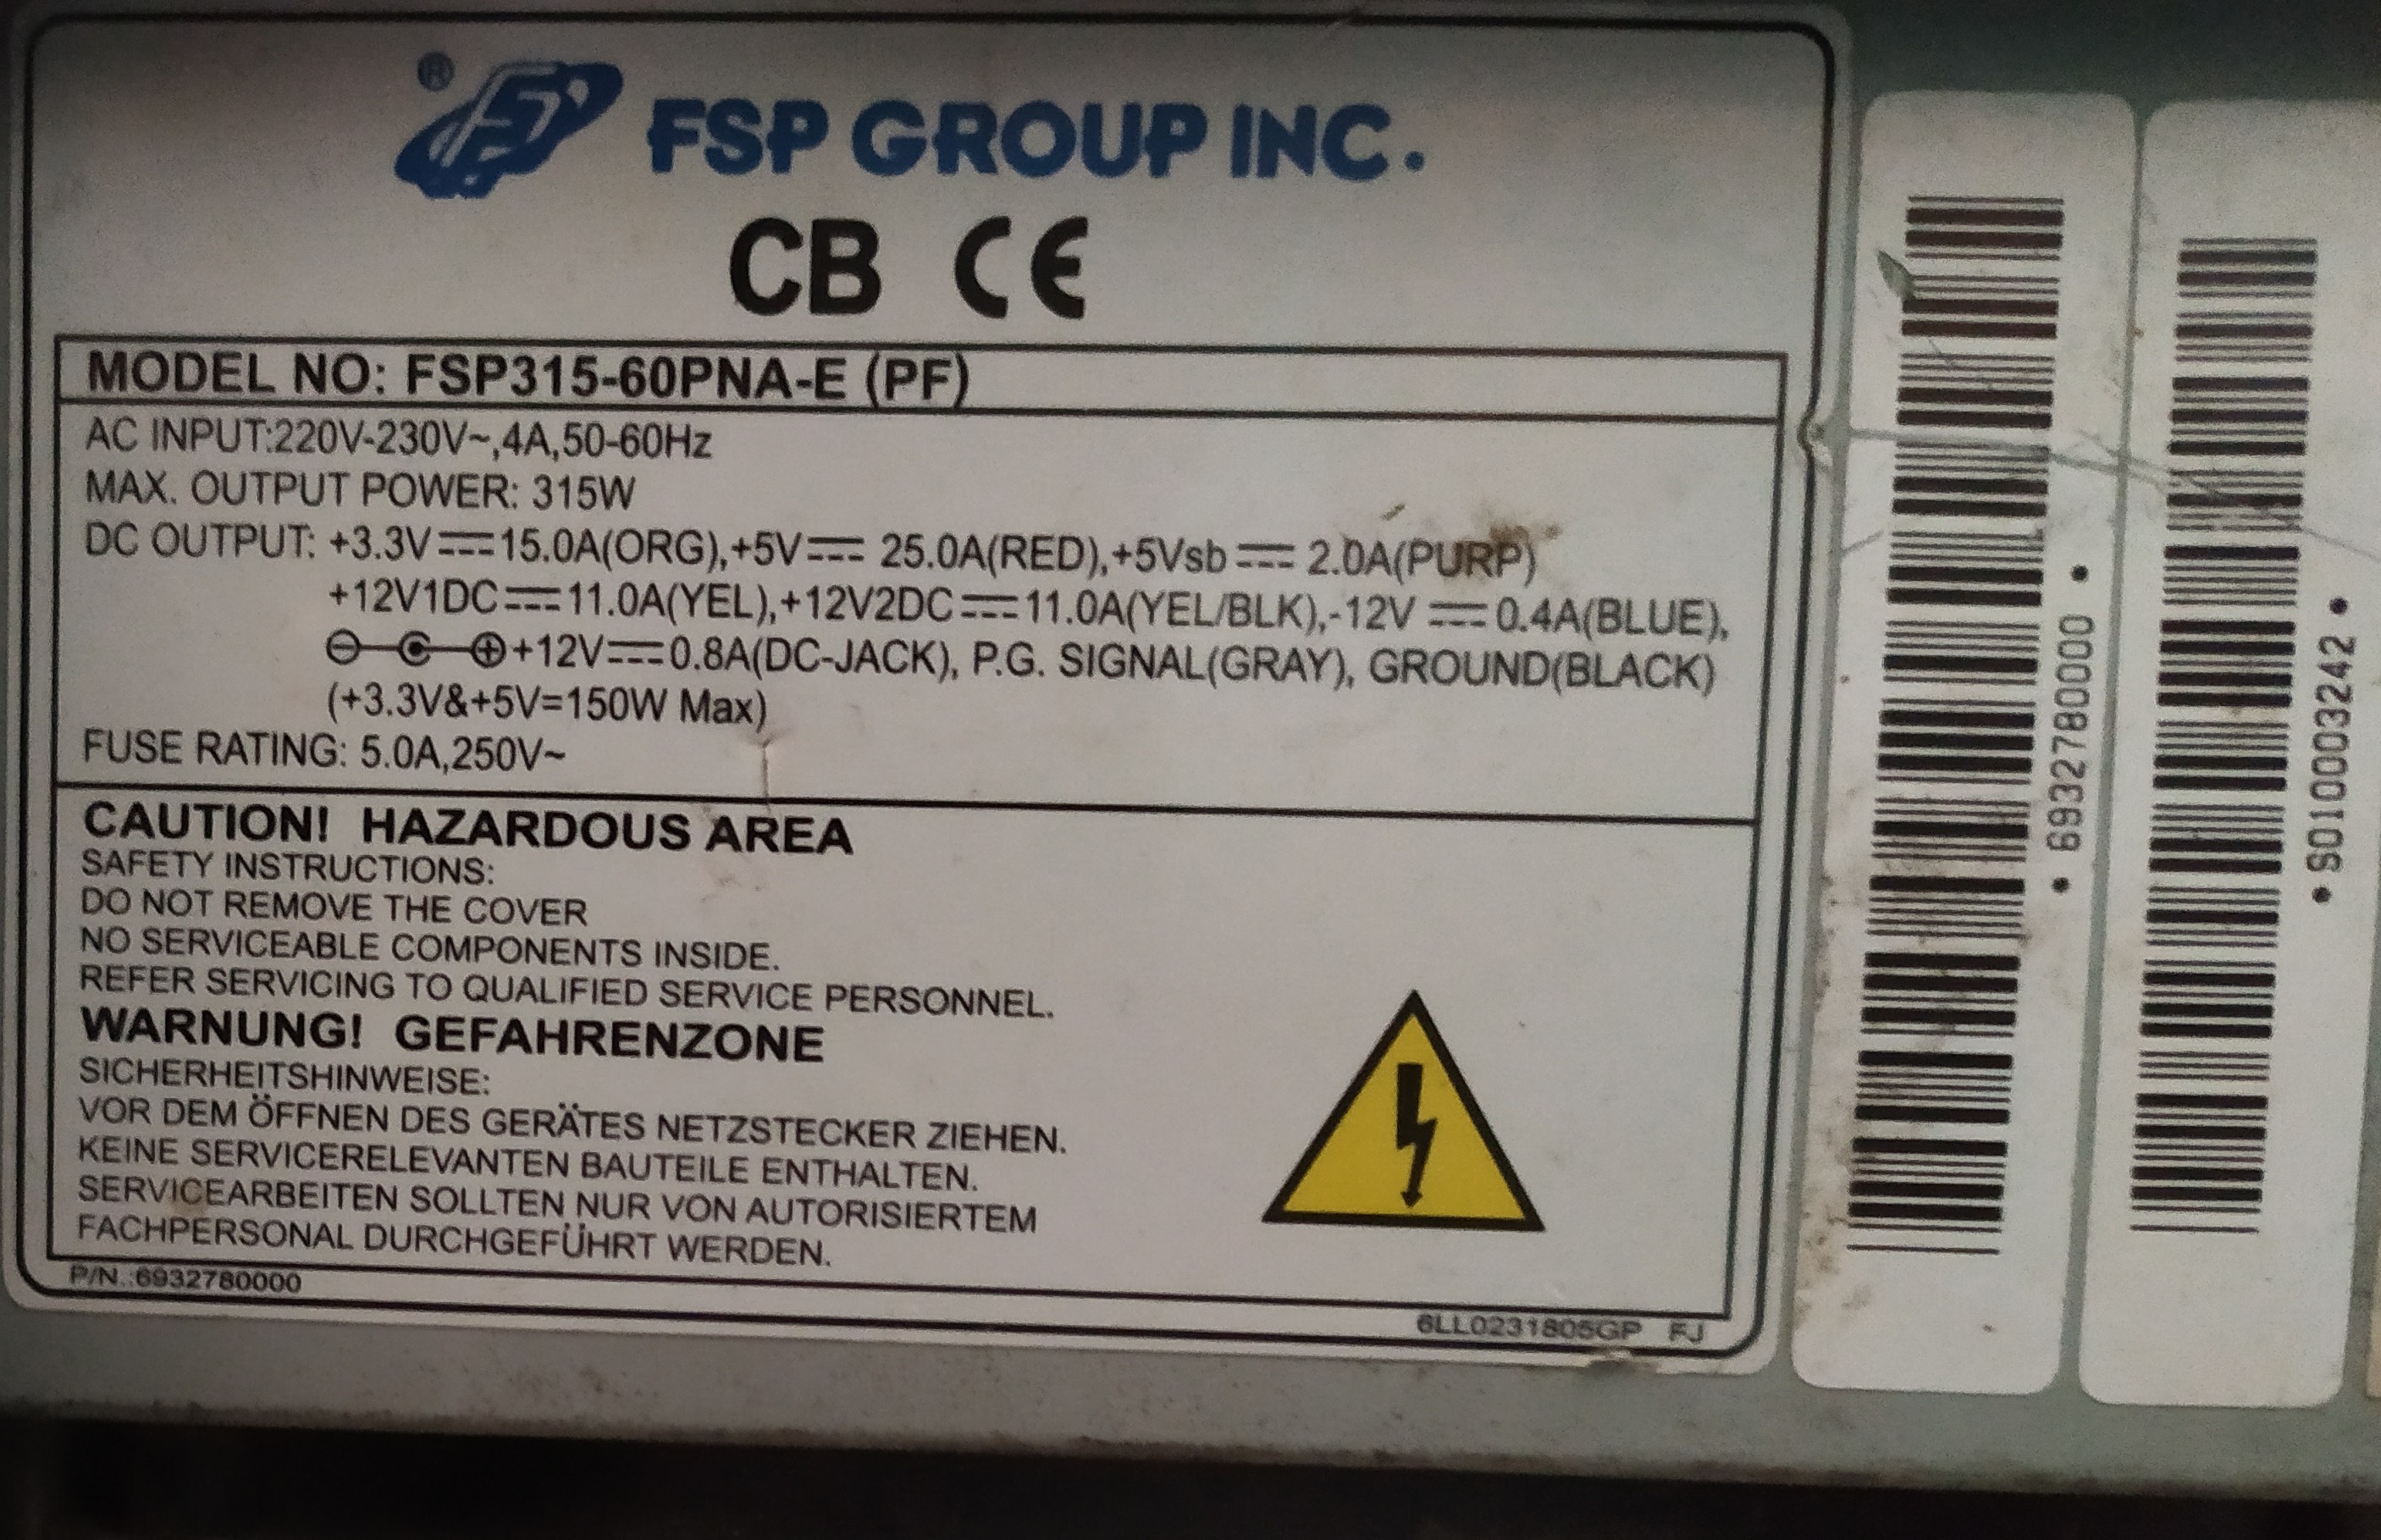 ® FSP GROUP INC.
CB CE
MODEL NO: FSP315-60PNA-E (PF)
AC INPUT:220V-230V~,4A,50-60Hz
MAX. OUTPUT POWER: 315W
DC OUTPUT: +3.3V⎓15.0A(ORG),+5V⎓ 25.0A(RED),+5Vsb⎓ 2.0A(PURP)
+12V1DC⎓11.0A(YEL),+12V2DC⎓11.0A(YEL/BLK),-12V ⎓0.4A(BLUE),
+12V⎓0.8A(DC-JACK), P.G. SIGNAL(GRAY), GROUND(BLACK)
(+3.3V&+5V=150W Max)
FUSE RATING: 5.0A,250V~
CAUTION! HAZARDOUS AREA
SAFETY INSTRUCTIONS:
DO NOT REMOVE THE COVER
NO SERVICEABLE COMPONENTS INSIDE.
REFER SERVICING TO QUALIFIED SERVICE PERSONNEL.
WARNUNG! GEFAHRENZONE
SICHERHEITSHINWEISE:
VOR DEM ÖFFNEN DES GERÄTES NETZSTECKER ZIEHEN.
KEINE SERVICERELEVANTEN BAUTEILE ENTHALTEN.
SERVICEARBEITEN SOLLTEN NUR VON AUTORISIERTEM
FACHPERSONAL DURCHGEFÜHRT WERDEN.
P/N.:6932780000
6LL0231805GP FJ
• 6932780000 •
• S010003242 •